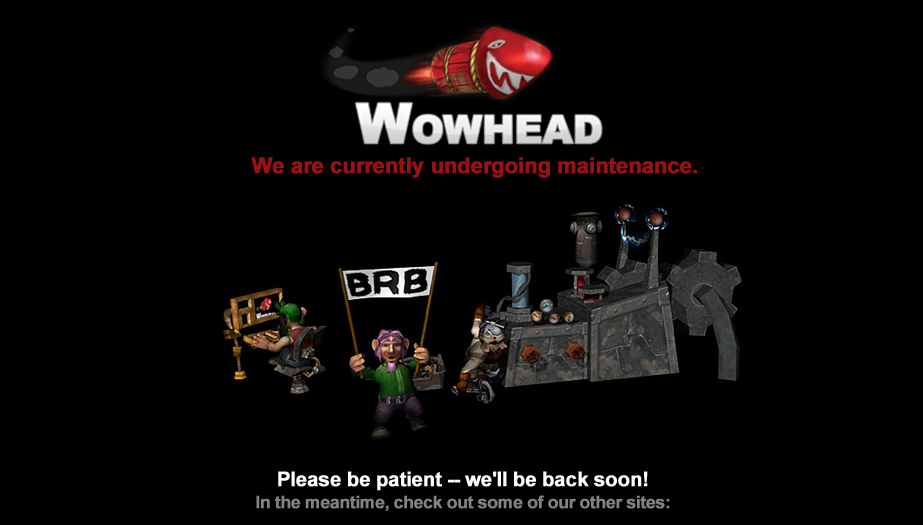 WOWHEAD
We are currently undergoing maintenance.
BRB
Please be patient -- we'll be back soon!
In the meantime, check out some of our other sites: